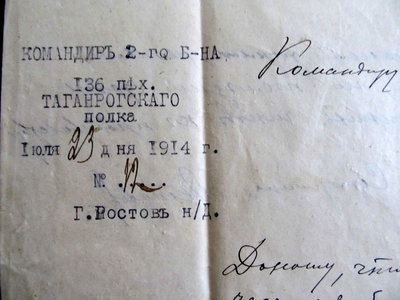 КОМАНДИРЪ 2-го Б-НА
136 пѣх.
ТАГАНРОГСКАГО
полка
Iюля 23 дня 1914 г.
№ 12
Г.Ростовъ н/Д.
Командиру
Доношу, что